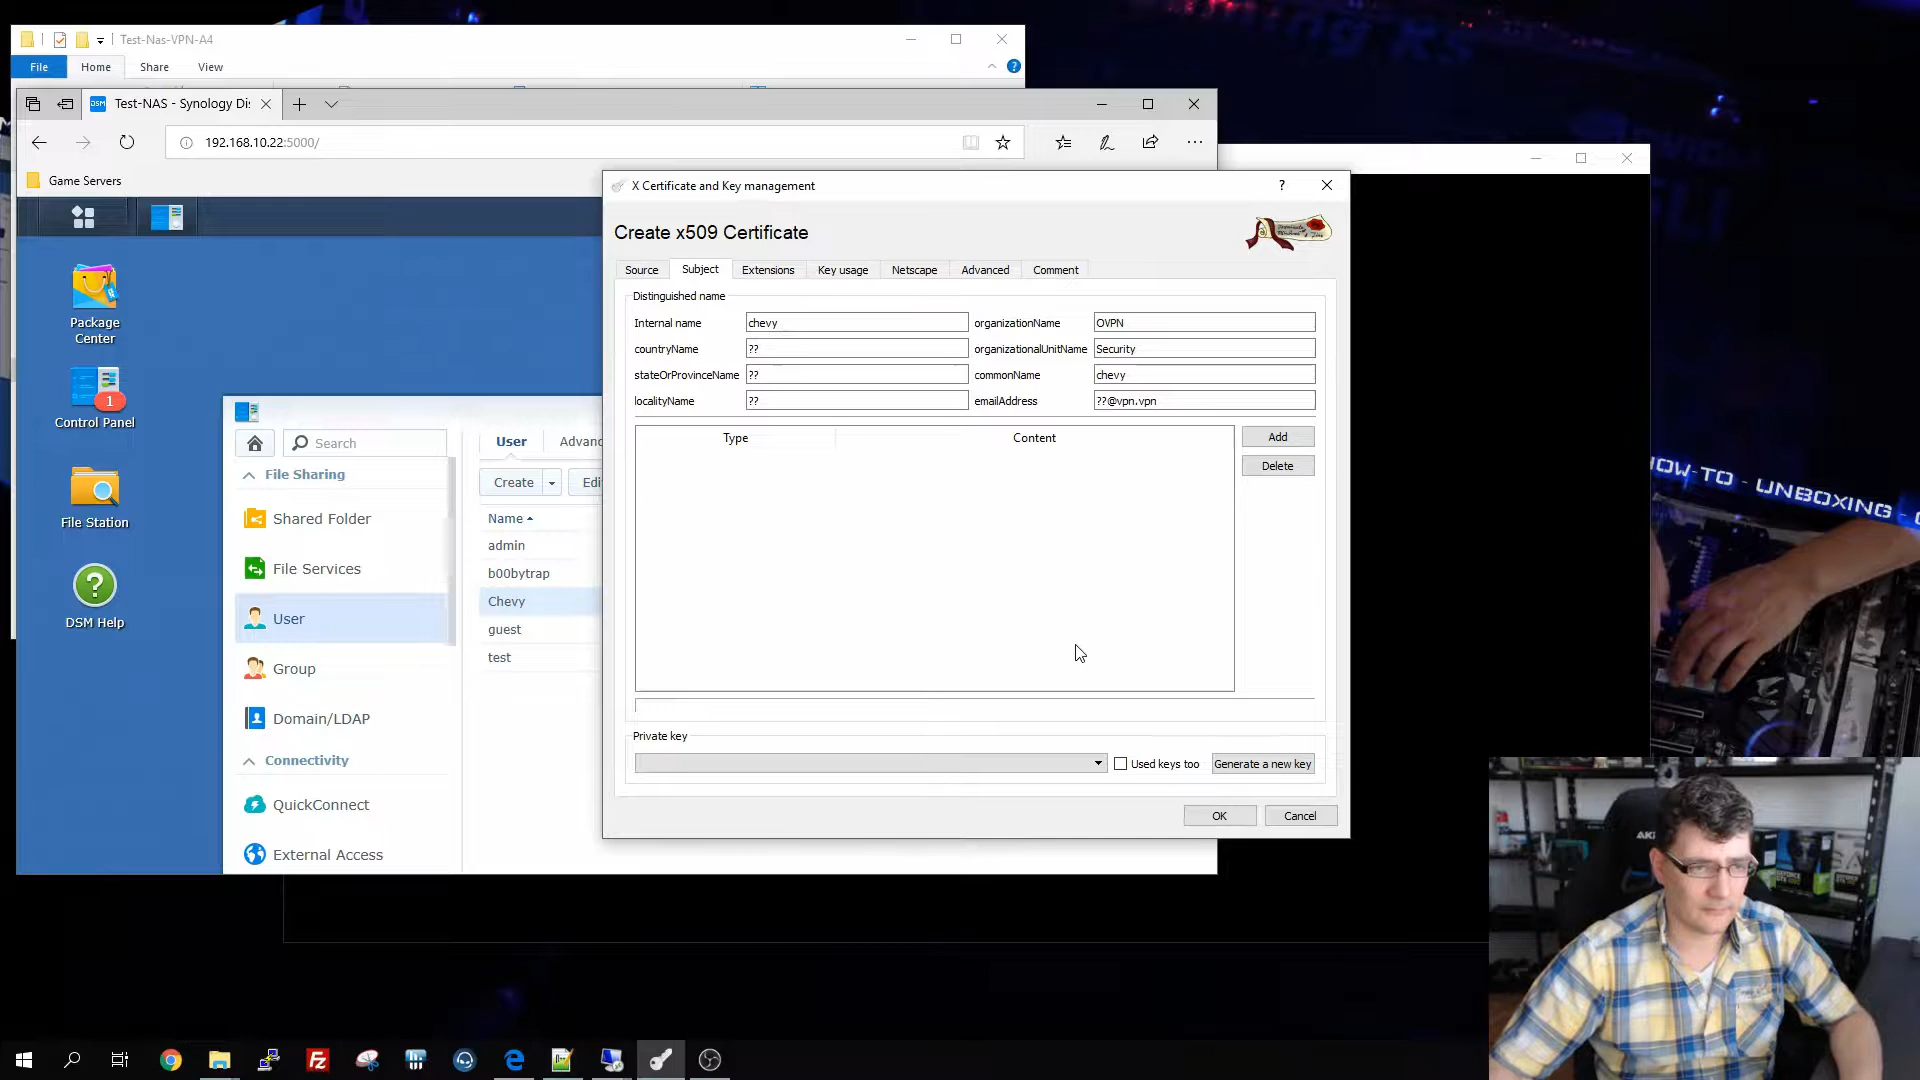 Test-Nas-VPN-A4
File Home Share View
Test-NAS - Synology Di
192.168.10.22:5000/
Game Servers
X Certificate and Key management
Create x509 Certificate
Source Subject Extensions Key usage Netscape Advanced Comment
Distinguished name
Internal name chevy organizationName OVPN
countryName ?? organizationalUnitName Security
stateOrProvinceName ?? commonName chevy
localityName ?? emailAddress ??@vpn.vpn
Type Content
Add
Delete
Private key
Used keys too Generate a new key
OK Cancel
Package
Center
Control Panel
1
File Station
DSM Help
Search
File Sharing
Shared Folder
File Services
User
Group
Domain/LDAP
Connectivity
QuickConnect
External Access
User Advanc
Create Edi
Name
admin
b00bytrap
Chevy
guest
test
HOW-TO - UNBOXING -